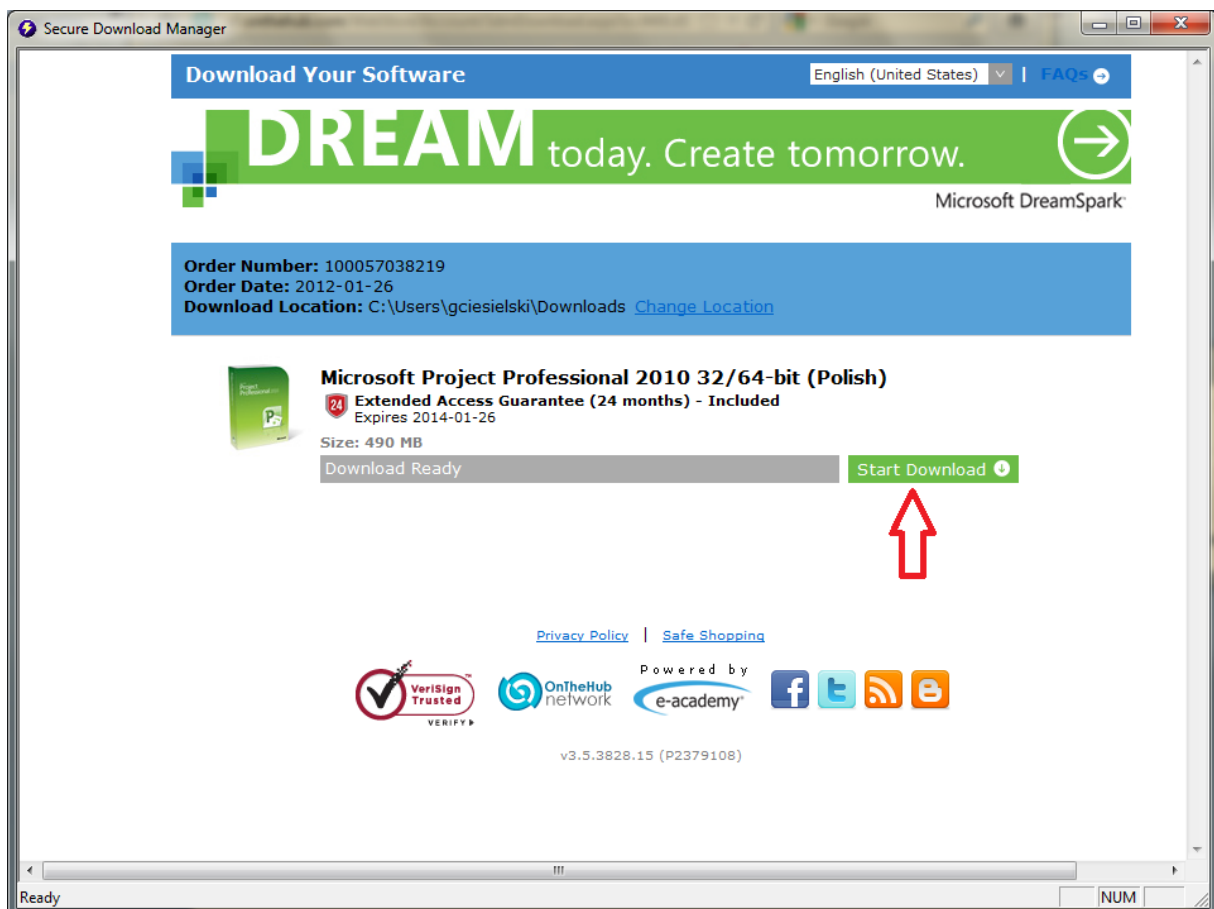 Secure Download Manager
Download Your Software
English (United States) | FAQs
DREAM today. Create tomorrow.
Microsoft DreamSpark
Order Number: 100057038219
Order Date: 2012-01-26
Download Location: C:\Users\gciesielski\Downloads Change Location
Project
Professional
Microsoft Project Professional 2010 32/64-bit (Polish)
24 Extended Access Guarantee (24 months) - Included
Expires 2014-01-26
Size: 490 MB
Download Ready
Start Download
Privacy Policy | Safe Shopping
VeriSign
Trusted
VERIFY
OnTheHub
network
Powered by
e-academy
v3.5.3828.15 (P2379108)
Ready
NUM